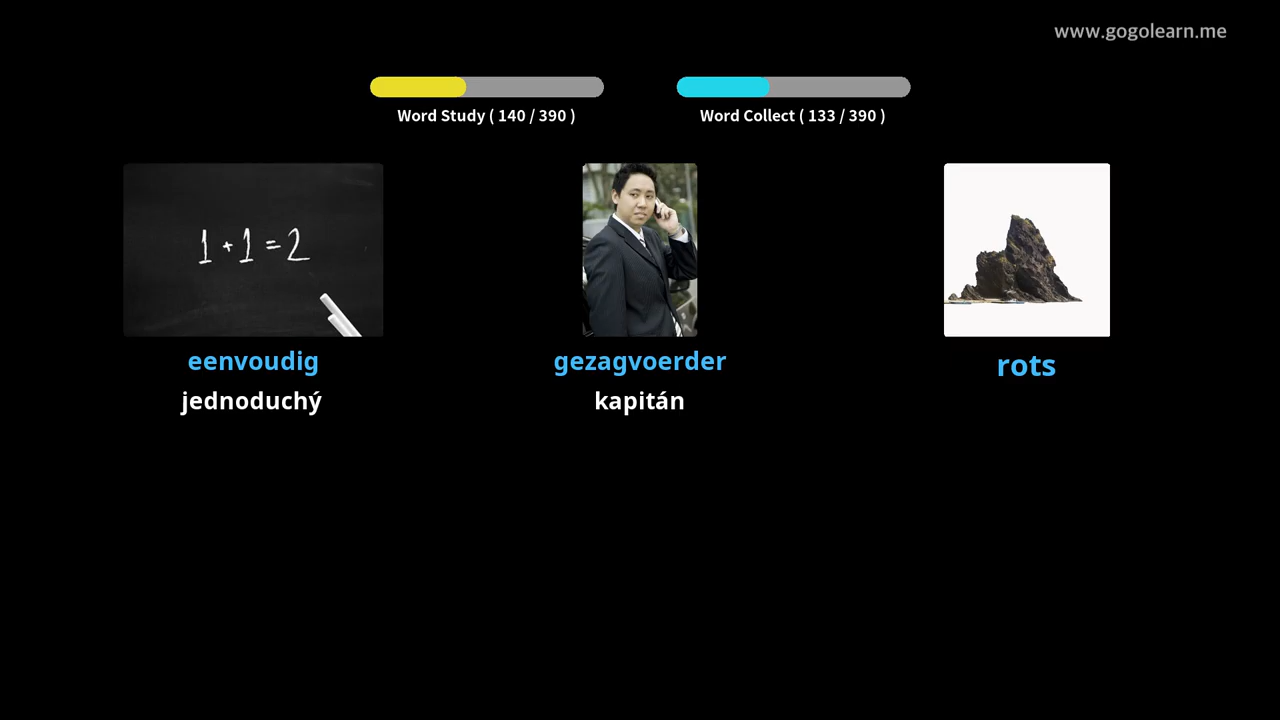 www.gogolearn.me
Word Study ( 140 / 390 )
Word Collect ( 133 / 390 )
1 + 1 = 2
eenvoudig
jednoduchý
gezagvoerder
kapitán
rots